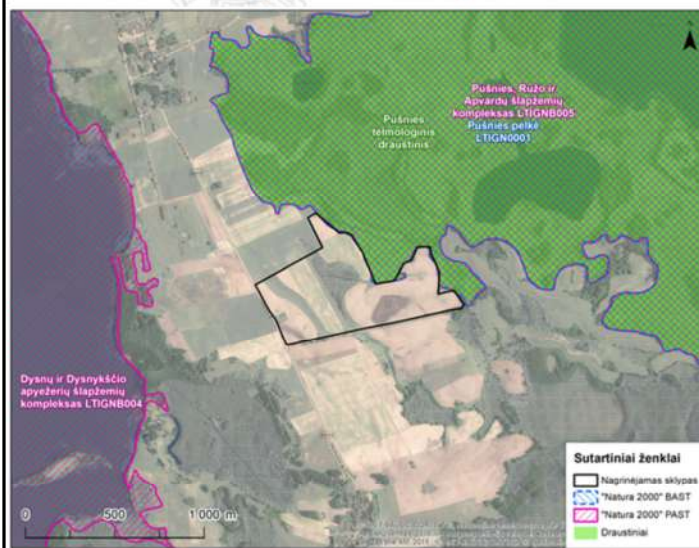 Pušnies
telmologinis
draustinis
Pušnies, Ružo ir
Apvardų šlapžemių
kompleksas LTIGNB005
Pušnies pelkė
LTIGN0001
Dysnų ir Dysnykščio
apyežerių šlapžemių
kompleksas LTIGNB004
Sutartiniai ženklai
Nagrinėjamas sklypas
"Natura 2000" BAST
"Natura 2000" PAST
Draustiniai
0 500 1 000 m